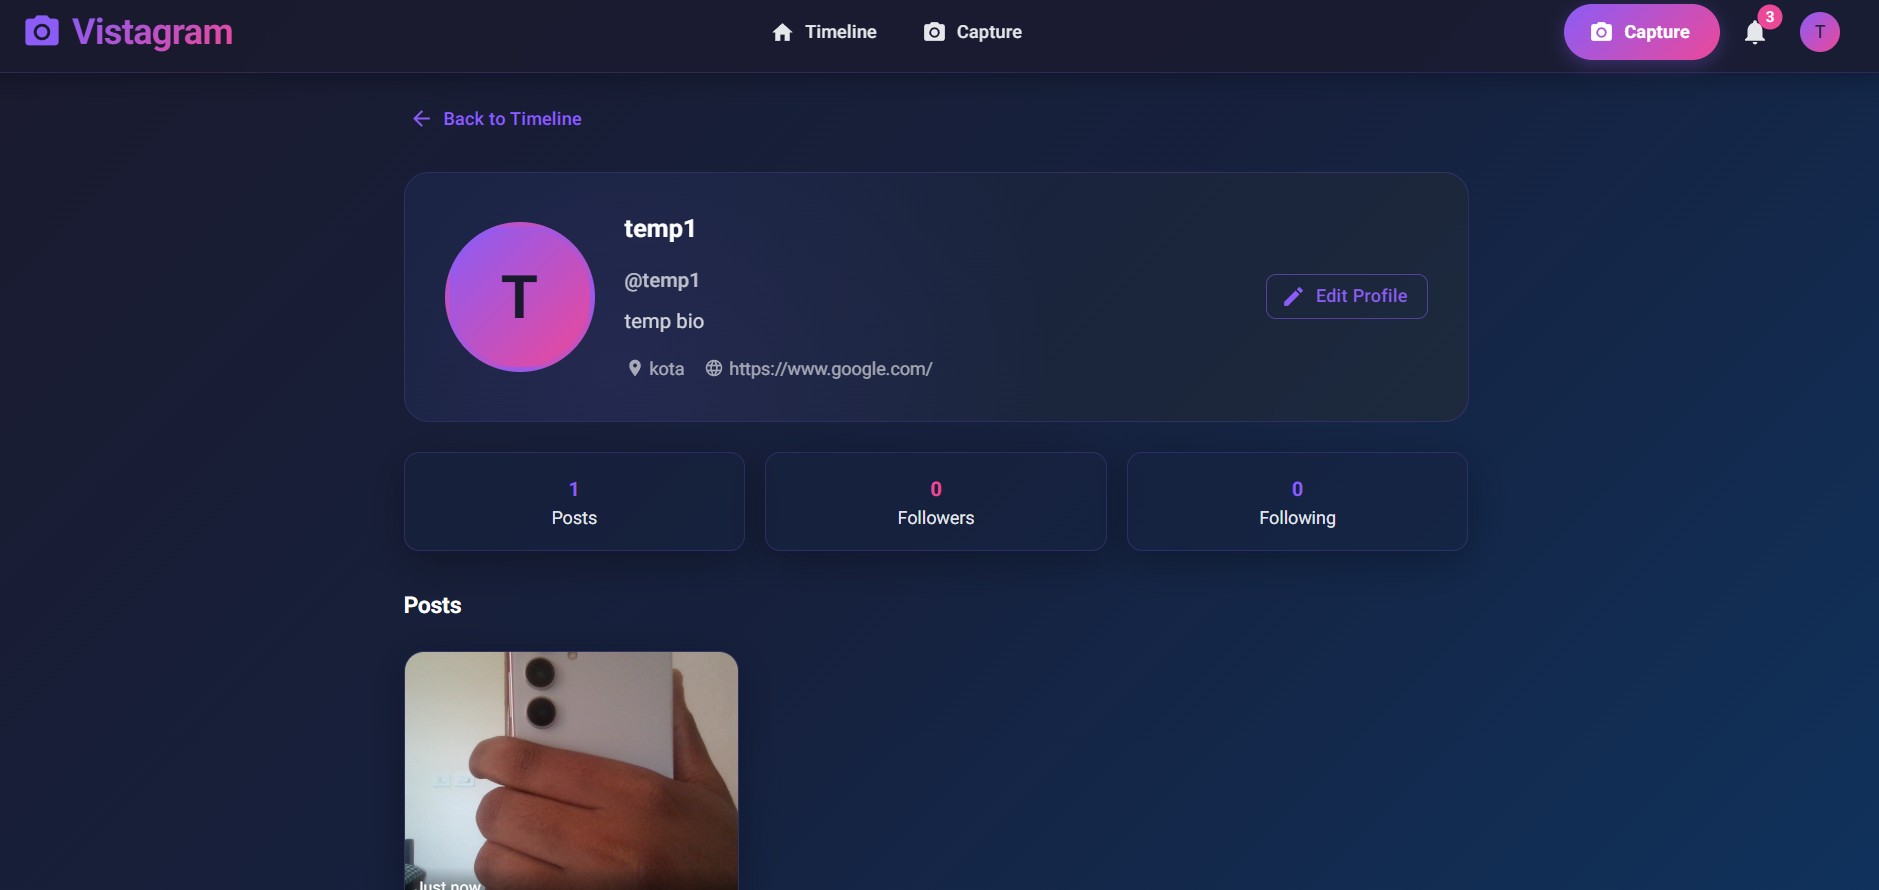 Vistagram
Timeline
Capture
Capture
3
T
Back to Timeline
T
temp1
@temp1
temp bio
kota
https://www.google.com/
Edit Profile
1
Posts
0
Followers
0
Following
Posts
Just now